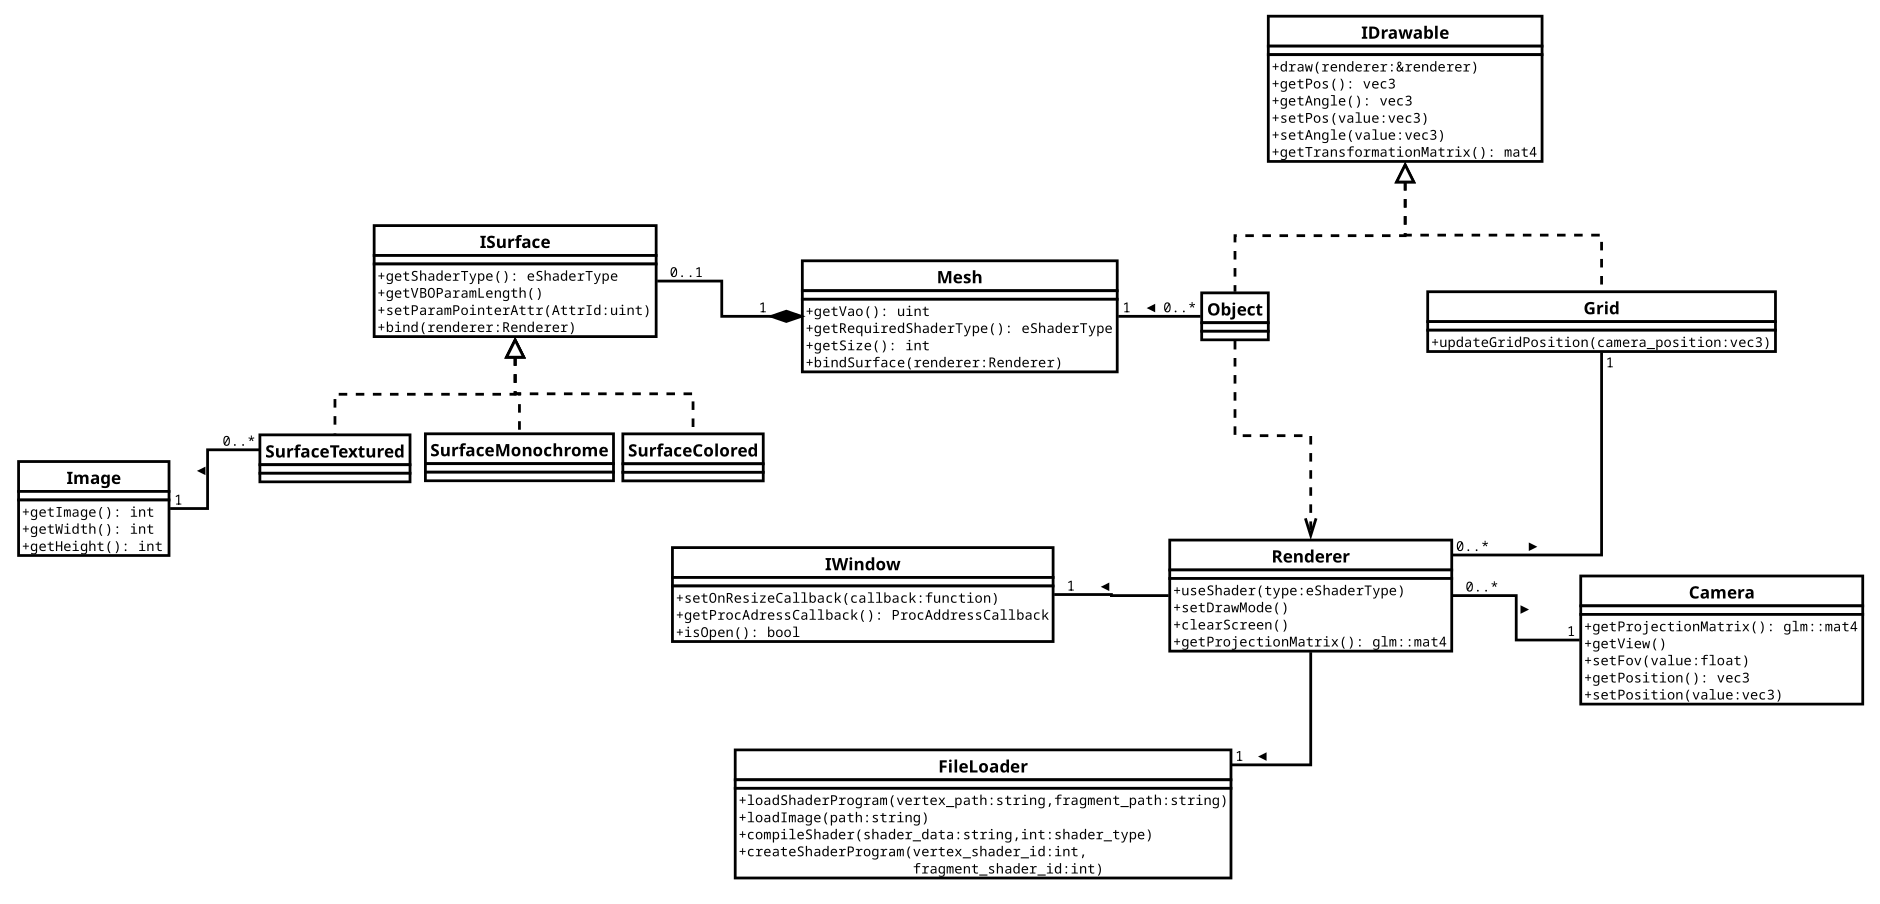 IDrawable
+draw(renderer:&renderer)
+getPos(): vec3
+getAngle(): vec3
+setPos(value:vec3)
+setAngle(value:vec3)
+getTransformationMatrix(): mat4
ISurface
+getShaderType(): eShaderType
+getVBOParamLength()
+setParamPointerAttr(AttrId:uint)
+bind(renderer:Renderer)
0..1
1
Mesh
+getVao(): uint
+getRequiredShaderType(): eShaderType
+getSize(): int
+bindSurface(renderer:Renderer)
1
0..*
Object
Grid
+updateGridPosition(camera_position:vec3)
1
SurfaceTextured
SurfaceMonochrome
SurfaceColored
0..*
1
Image
+getImage(): int
+getWidth(): int
+getHeight(): int
IWindow
+setOnResizeCallback(callback:function)
+getProcAdressCallback(): ProcAddressCallback
+isOpen(): bool
1
Renderer
+useShader(type:eShaderType)
+setDrawMode()
+clearScreen()
+getProjectionMatrix(): glm::mat4
0..*
0..*
1
Camera
+getProjectionMatrix(): glm::mat4
+getView()
+setFov(value:float)
+getPosition(): vec3
+setPosition(value:vec3)
FileLoader
+loadShaderProgram(vertex_path:string,fragment_path:string)
+loadImage(path:string)
+compileShader(shader_data:string,int:shader_type)
+createShaderProgram(vertex_shader_id:int,
fragment_shader_id:int)
1